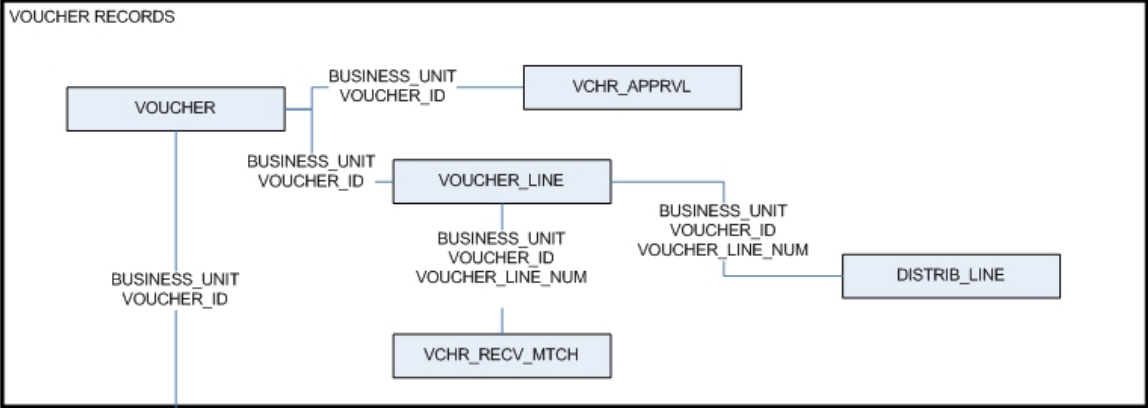 VOUCHER RECORDS
BUSINESS_UNIT
VOUCHER_ID
VCHR_APPRVL
VOUCHER
BUSINESS_UNIT
VOUCHER_ID
VOUCHER_LINE
BUSINESS_UNIT
VOUCHER_ID
VOUCHER_LINE_NUM
BUSINESS_UNIT
VOUCHER_ID
VOUCHER_LINE_NUM
DISTRIB_LINE
BUSINESS_UNIT
VOUCHER_ID
VCHR_RECV_MTCH